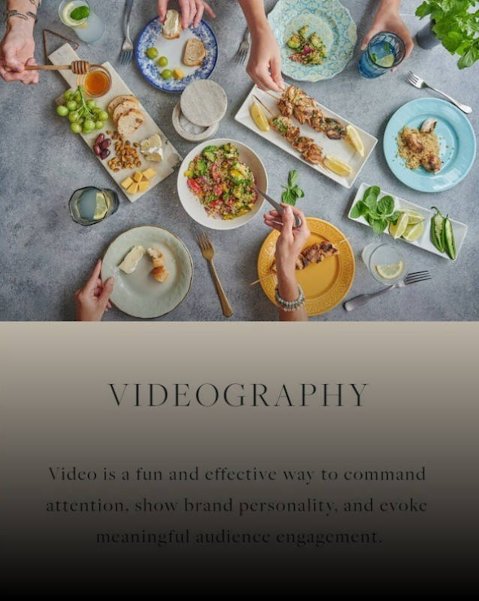 VIDEOGRAPHY
Video is a fun and effective way to command
attention, show brand personality, and evoke
meaningful audience engagement.